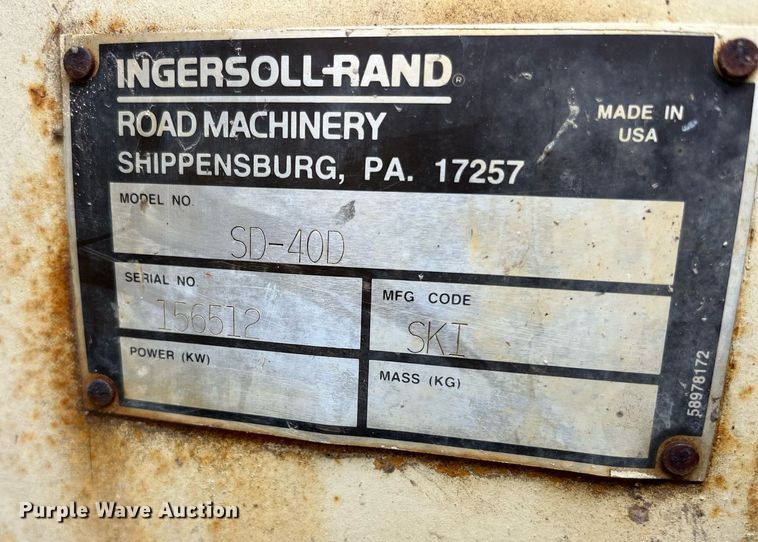 INGERSOLL-RAND®
ROAD MACHINERY
SHIPPENSBURG, PA. 17257
MADE IN
USA
MODEL NO.
SD-40D
SERIAL NO.
156512
MFG CODE
SKI
POWER (KW)
MASS (KG)
58978172
Purple Wave Auction